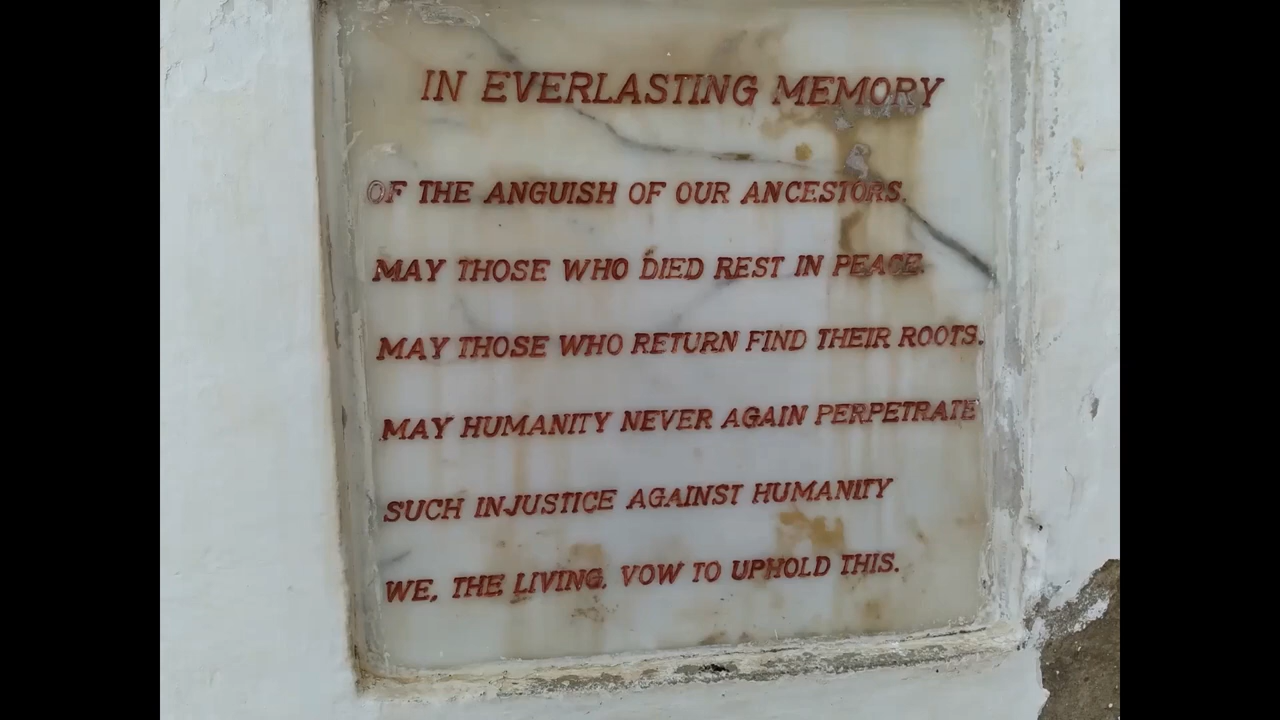 IN EVERLASTING MEMORY
OF THE ANGUISH OF OUR ANCESTORS.
MAY THOSE WHO DIED REST IN PEACE.
MAY THOSE WHO RETURN FIND THEIR ROOTS.
MAY HUMANITY NEVER AGAIN PERPETRATE
SUCH INJUSTICE AGAINST HUMANITY
WE, THE LIVING, VOW TO UPHOLD THIS.